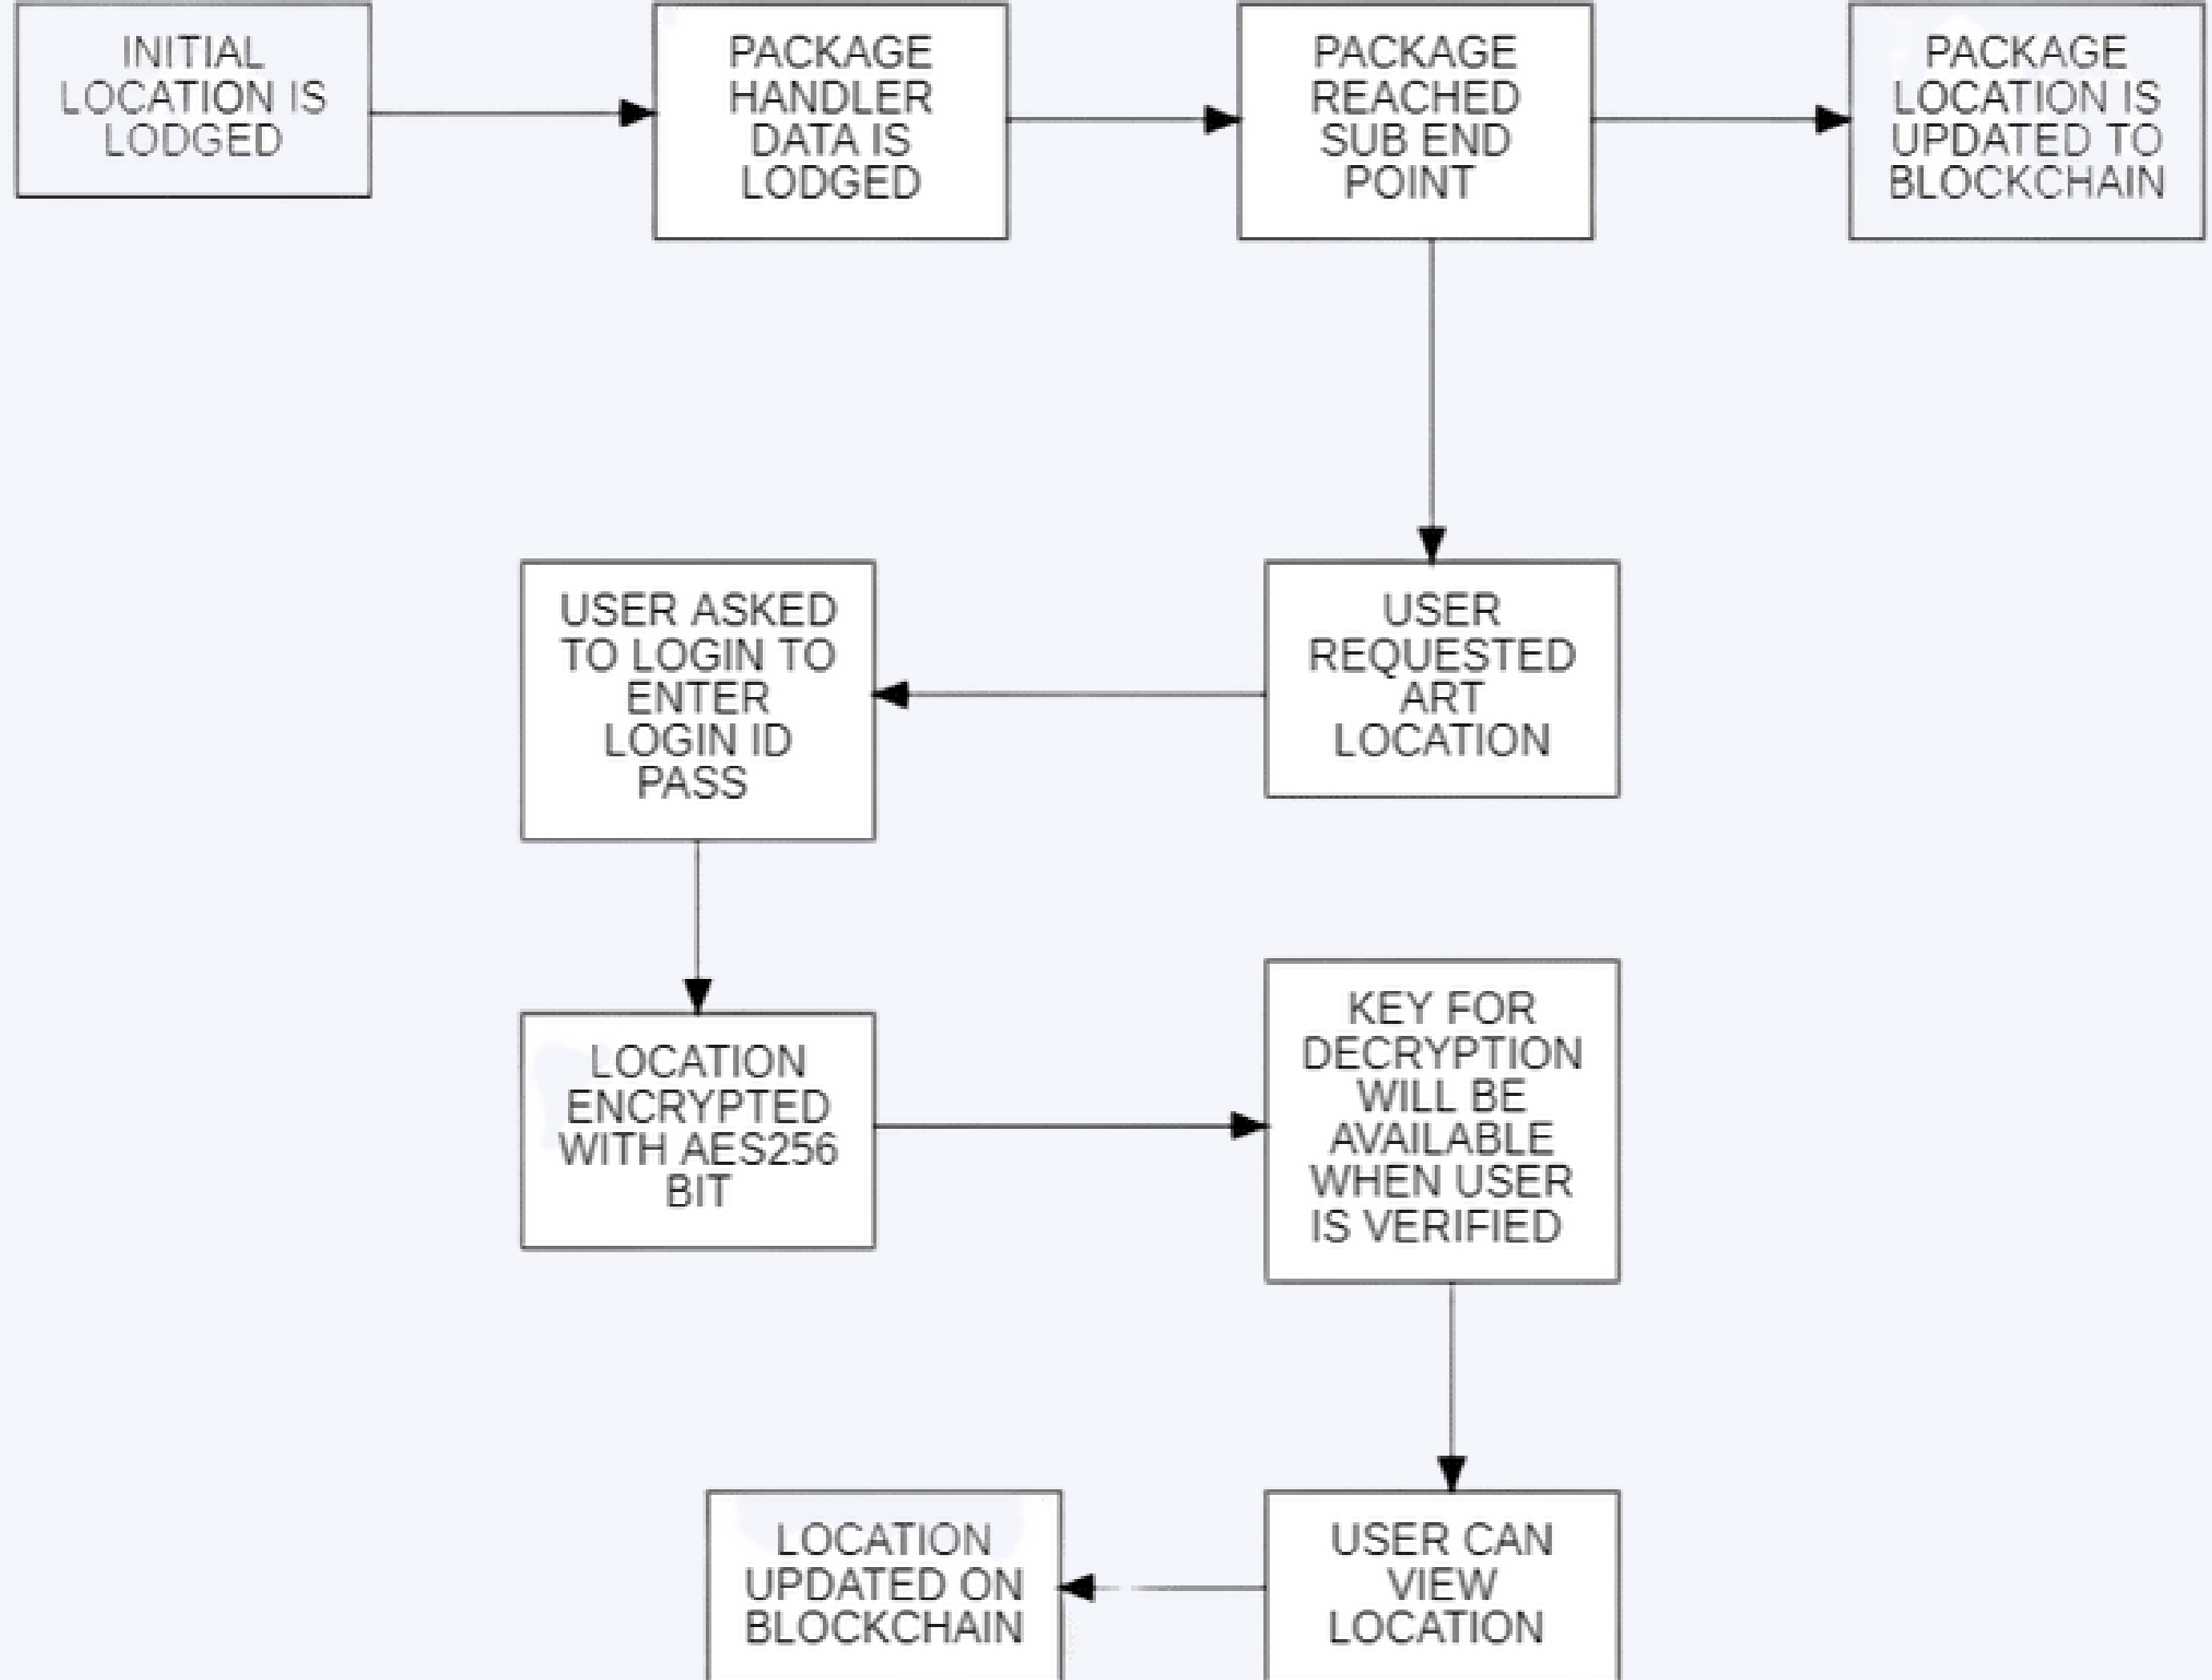 INITIAL
LOCATION IS
LODGED
PACKAGE
HANDLER
DATA IS
LODGED
PACKAGE
REACHED
SUB END
POINT
PACKAGE
LOCATION IS
UPDATED TO
BLOCKCHAIN
USER
REQUESTED
ART
LOCATION
USER ASKED
TO LOGIN TO
ENTER
LOGIN ID
PASS
LOCATION
ENCRYPTED
WITH AES256
BIT
KEY FOR
DECRYPTION
WILL BE
AVAILABLE
WHEN USER
IS VERIFIED
USER CAN
VIEW
LOCATION
LOCATION
UPDATED ON
BLOCKCHAIN